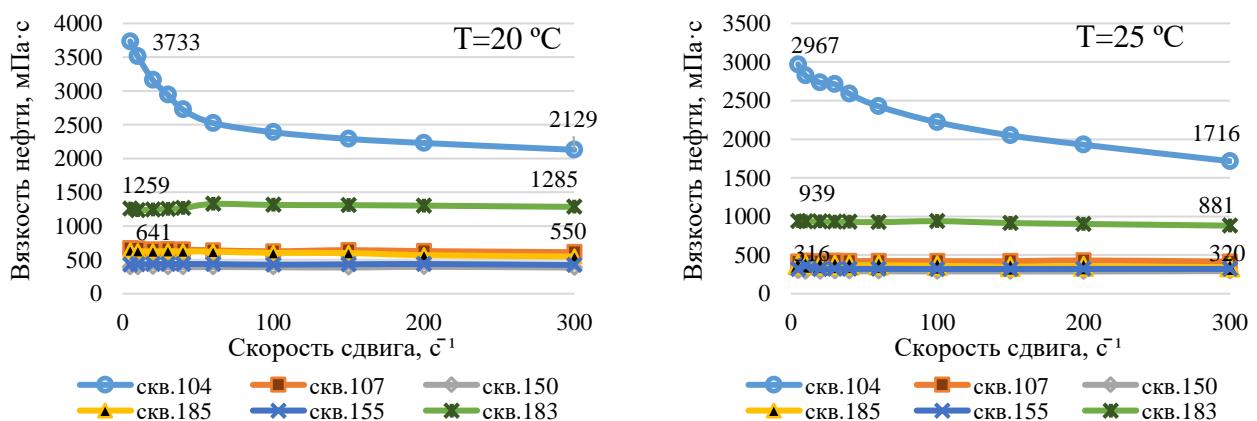 4000
3500
3000
2500
2000
1500
1000
500
0
Вязкость нефти, мПа·с
T=20 ºC
3733
2129
1259
1285
641
550
0 100 200 300
Скорость сдвига, с¯¹
скв.104 скв.107 скв.150
скв.185 скв.155 скв.183
3500
3000
2500
2000
1500
1000
500
0
Вязкость нефти, мПа·с
T=25 ºC
2967
1716
939
881
316
320
0 100 200 300
Скорость сдвига, с¯¹
скв.104 скв.107 скв.150
скв.185 скв.155 скв.183